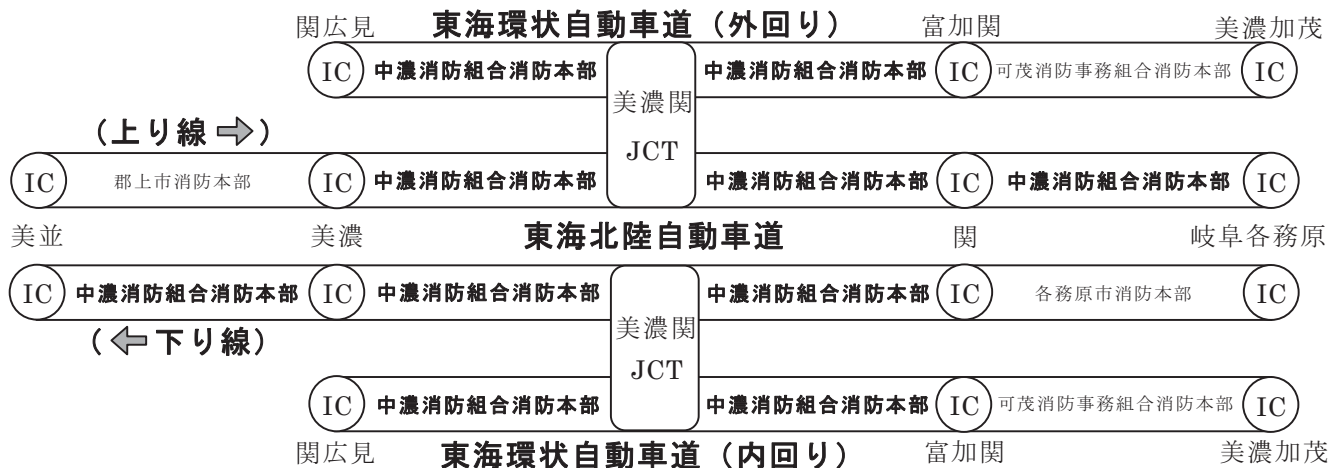 関広見 東海環状自動車道（外回り） 富加関 美濃加茂
IC 中濃消防組合消防本部 中濃消防組合消防本部 IC 可茂消防事務組合消防本部 IC
美濃関
JCT
（上り線⇨）
IC 郡上市消防本部 IC 中濃消防組合消防本部 中濃消防組合消防本部 IC 中濃消防組合消防本部 IC
美並 美濃 東海北陸自動車道 関 岐阜各務原
IC 中濃消防組合消防本部 IC 中濃消防組合消防本部 中濃消防組合消防本部 IC 各務原市消防本部 IC
美濃関
JCT
（⇦下り線）
IC 中濃消防組合消防本部 中濃消防組合消防本部 IC 可茂消防事務組合消防本部 IC
関広見 東海環状自動車道（内回り） 富加関 美濃加茂